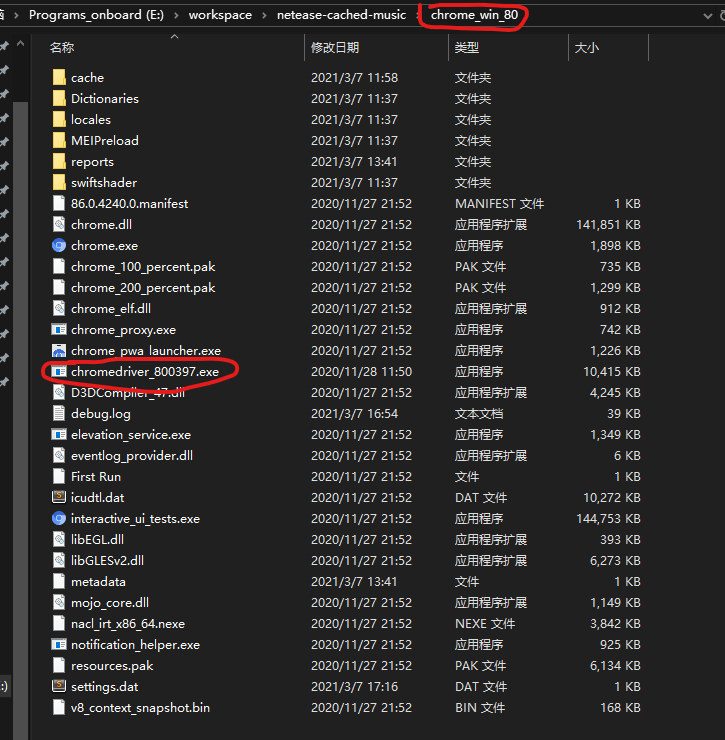 Programs_onboard (E:) › workspace › netease-cached-music › chrome_win_80
名称 修改日期 类型 大小
cache 2021/3/7 11:58 文件夹
Dictionaries 2021/3/7 11:37 文件夹
locales 2021/3/7 11:37 文件夹
MEIPreload 2021/3/7 11:37 文件夹
reports 2021/3/7 13:41 文件夹
swiftshader 2021/3/7 11:37 文件夹
86.0.4240.0.manifest 2020/11/27 21:52 MANIFEST 文件 1 KB
chrome.dll 2020/11/27 21:52 应用程序扩展 141,851 KB
chrome.exe 2020/11/27 21:52 应用程序 1,898 KB
chrome_100_percent.pak 2020/11/27 21:52 PAK 文件 735 KB
chrome_200_percent.pak 2020/11/27 21:52 PAK 文件 1,299 KB
chrome_elf.dll 2020/11/27 21:52 应用程序扩展 912 KB
chrome_proxy.exe 2020/11/27 21:52 应用程序 742 KB
chrome_pwa_launcher.exe 2020/11/27 21:52 应用程序 1,226 KB
chromedriver_800397.exe 2020/11/28 11:50 应用程序 10,415 KB
D3DCompiler_47.dll 2020/11/27 21:52 应用程序扩展 4,245 KB
debug.log 2021/3/7 16:54 文本文档 39 KB
elevation_service.exe 2020/11/27 21:52 应用程序 1,349 KB
eventlog_provider.dll 2020/11/27 21:52 应用程序扩展 6 KB
First Run 2020/11/27 21:52 文件 1 KB
icudtl.dat 2020/11/27 21:52 DAT 文件 10,272 KB
interactive_ui_tests.exe 2020/11/27 21:52 应用程序 144,753 KB
libEGL.dll 2020/11/27 21:52 应用程序扩展 393 KB
libGLESv2.dll 2020/11/27 21:52 应用程序扩展 6,273 KB
metadata 2021/3/7 13:41 文件 1 KB
mojo_core.dll 2020/11/27 21:52 应用程序扩展 1,149 KB
nacl_irt_x86_64.nexe 2020/11/27 21:52 NEXE 文件 3,842 KB
notification_helper.exe 2020/11/27 21:52 应用程序 925 KB
resources.pak 2020/11/27 21:52 PAK 文件 6,134 KB
settings.dat 2021/3/7 17:16 DAT 文件 1 KB
v8_context_snapshot.bin 2020/11/27 21:52 BIN 文件 168 KB